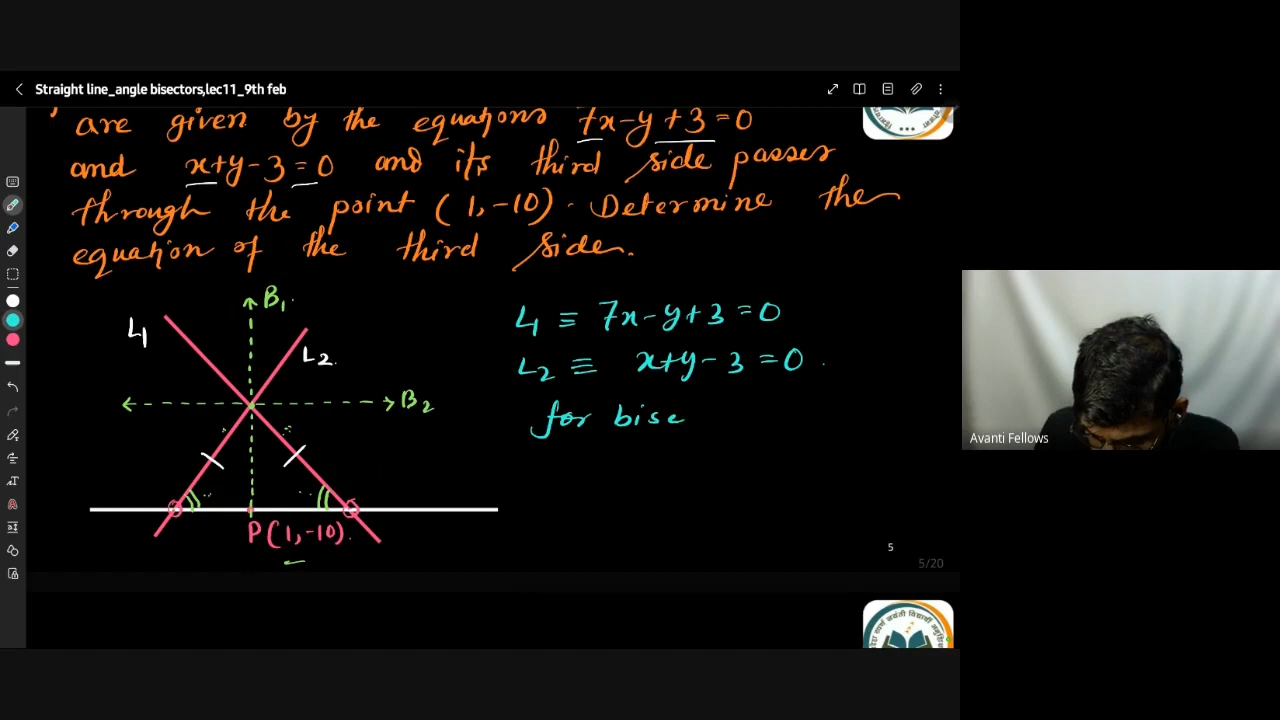 Straight line_angle bisectors,lec11_9th feb
are given by the equations 7x-y+3=0
and x+y-3=0 and its third side passes
through the point (1,-10). Determine the
equation of the third side.
B1
L1
L2.
B2
P(1,-10).
L1 ≡ 7x-y+3=0
L2 ≡ x+y-3=0.
for bise
5
5/20
Avanti Fellows